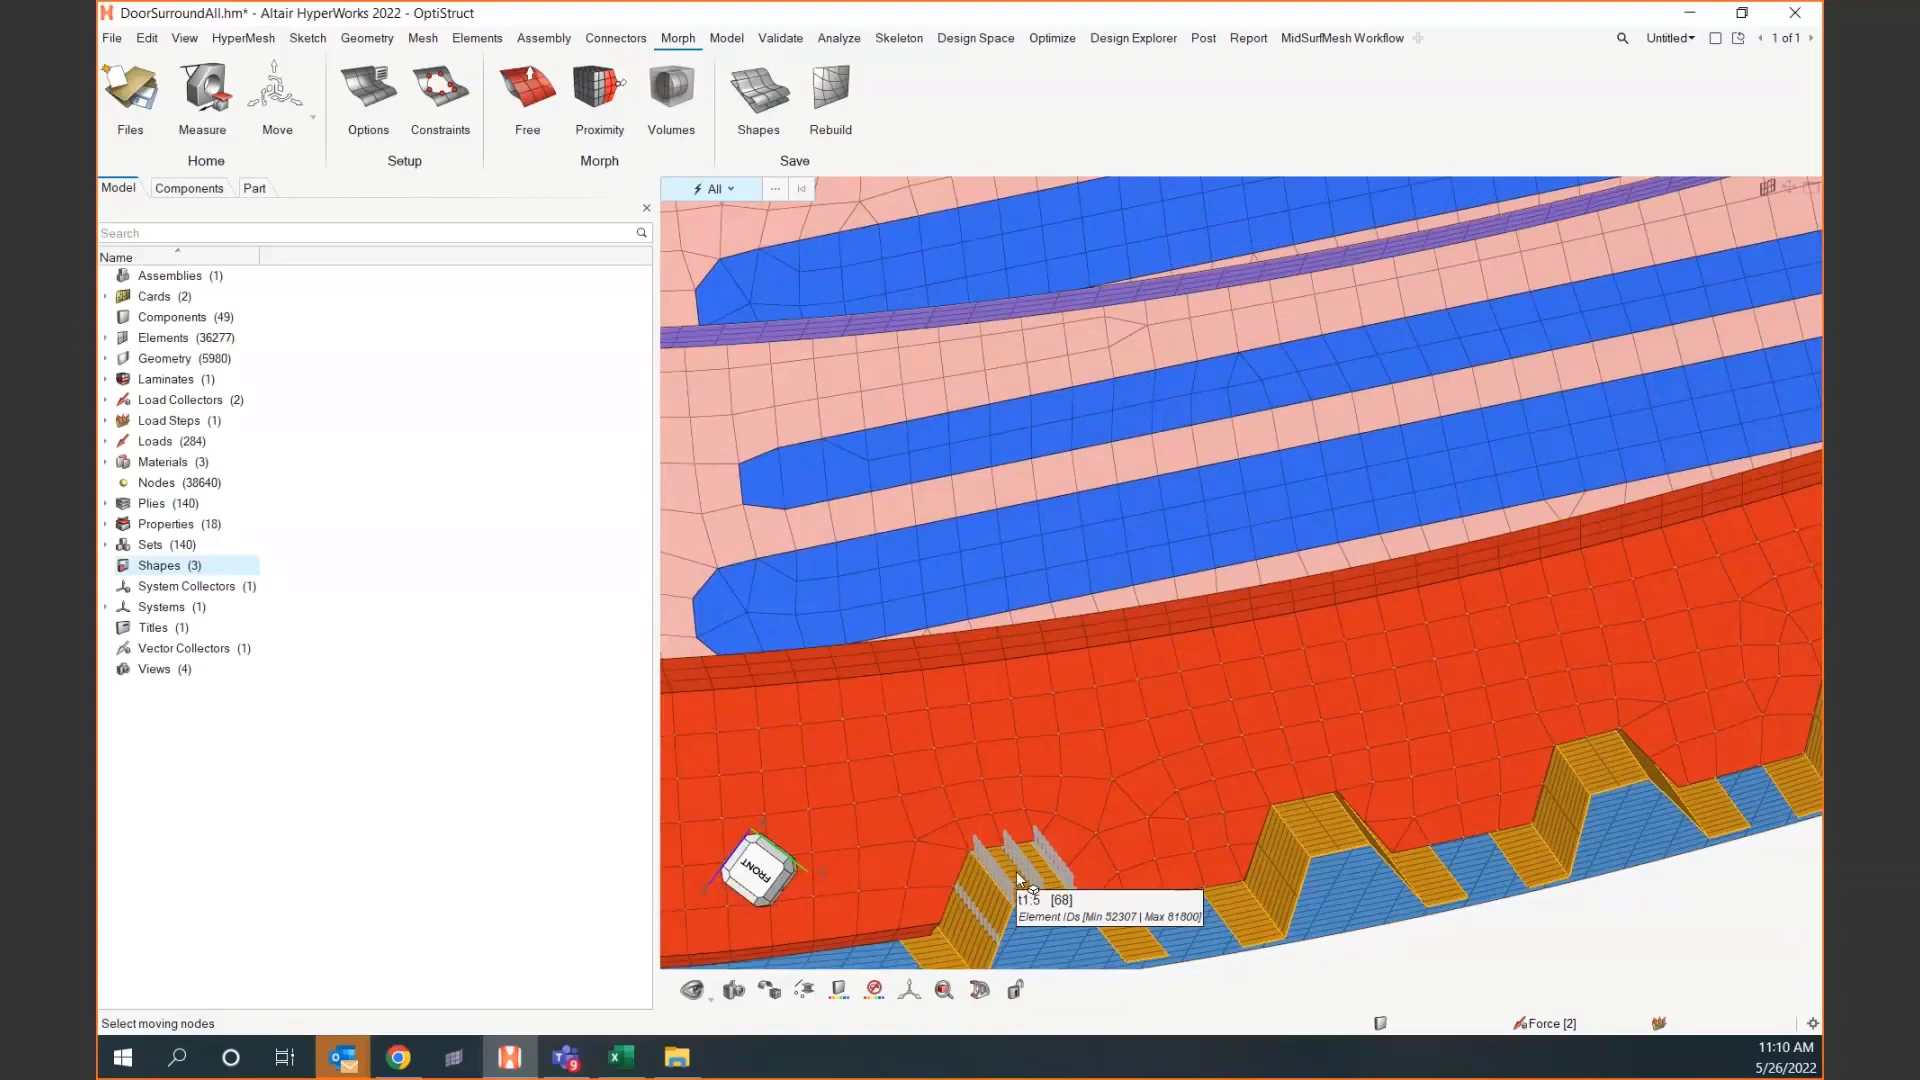 DoorSurroundAll.hm* - Altair HyperWorks 2022 - OptiStruct
File Edit View HyperMesh Sketch Geometry Mesh Elements Assembly Connectors Morph Model Validate Analyze Skeleton Design Space Optimize Design Explorer Post Report MidSurfMesh Workflow
Untitled
1 of 1
Files Measure Move Options Constraints Free Proximity Volumes Shapes Rebuild
Home Setup Morph Save
Model Components Part
All
Search
Name
Assemblies (1)
Cards (2)
Components (49)
Elements (36277)
Geometry (5980)
Laminates (1)
Load Collectors (2)
Load Steps (1)
Loads (284)
Materials (3)
Nodes (38640)
Plies (140)
Properties (18)
Sets (140)
Shapes (3)
System Collectors (1)
Systems (1)
Titles (1)
Vector Collectors (1)
Views (4)
FRONT
t1:5 [68]
Element IDs [Min 52307 | Max 81800]
Select moving nodes
Force [2]
9
11:10 AM
5/26/2022